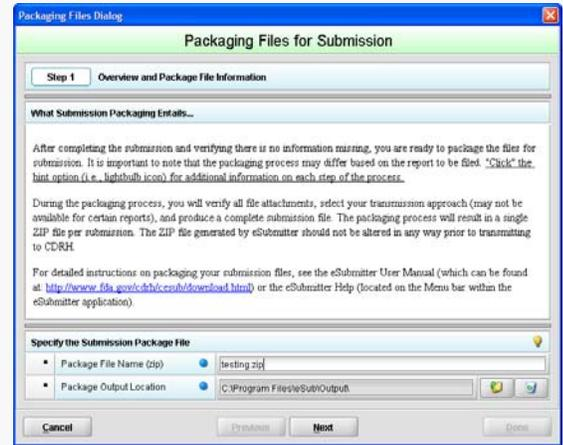 Packaging Files Dialog
Packaging Files for Submission
Step 1 Overview and Package File Information
What Submission Packaging Entails...
After completing the submission and verifying there is no information missing, you are ready to package the files for
submission. It is important to note that the packaging process may differ based on the report to be filed. "Click" the
hint option (i.e., lightbulb icon) for additional information on each step of the process.
During the packaging process, you will verify all file attachments, select your transmission approach (may not be
available for certain reports), and produce a complete submission file. The packaging process will result in a single
ZIP file per submission. The ZIP file generated by eSubmitter should not be altered in any way prior to transmitting
to CDRH.
For detailed instructions on packaging your submission files, see the eSubmitter User Manual (which can be found
at: http://www.fda.gov/cdrh/cesub/download.html) or the eSubmitter Help (located on the Menu bar within the
eSubmitter application).
Specify the Submission Package File
Package File Name (zip) testing.zip
Package Output Location C:\Program Files\eSub\Output\
Cancel Previous Next Done